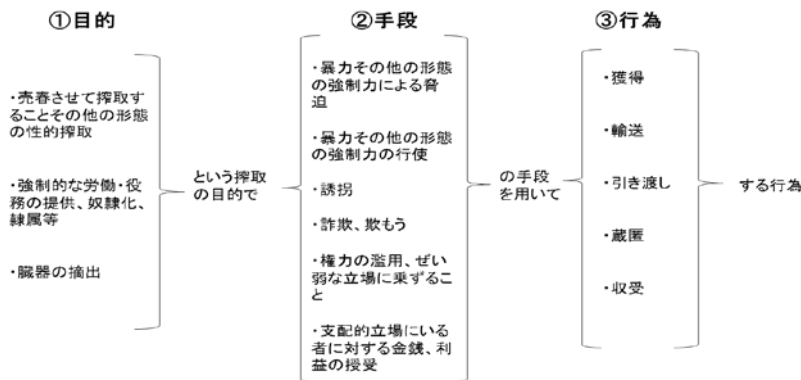 ①目的
・売春させて搾取す
ることその他の形態
の性的搾取
・強制的な労働・役
務の提供、奴隷化、
隷属等
・臓器の摘出
という搾取
の目的で
②手段
・暴力その他の形態
の強制力による脅
迫
・暴力その他の形態
の強制力の行使
・誘拐
・詐欺、欺もう
・権力の濫用、ぜい
弱な立場に乗ずるこ
と
・支配的立場にいる
者に対する金銭、利
益の授受
の手段
を用いて
③行為
・獲得
・輸送
・引き渡し
・蔵匿
・収受
する行為